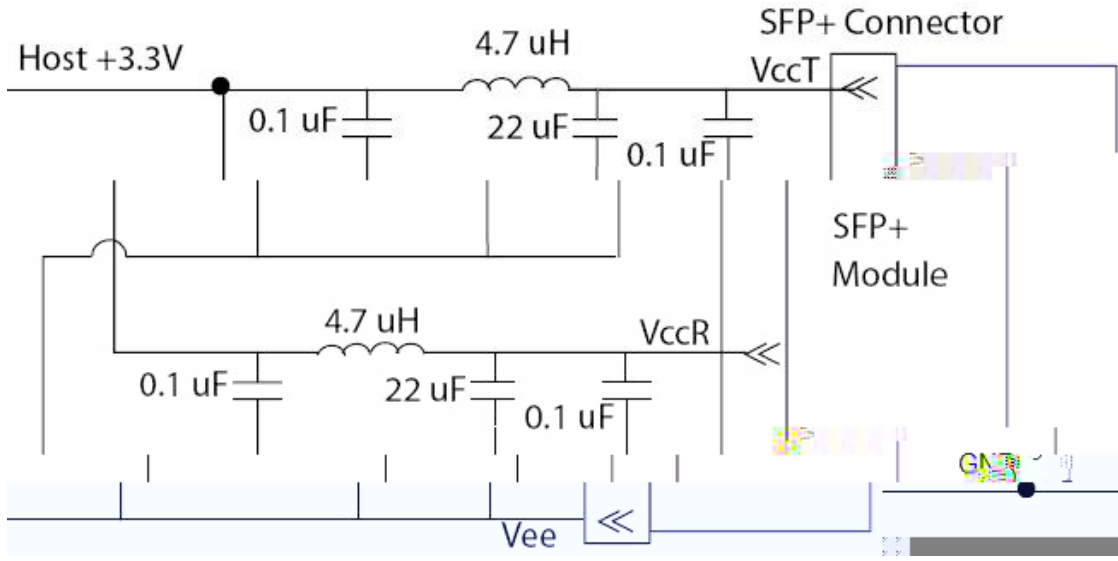 SFP+ Connector
Host +3.3V
4.7 uH
VccT
0.1 uF
22 uF
0.1 uF
SFP+
Module
4.7 uH
VccR
0.1 uF
22 uF
0.1 uF
Vee